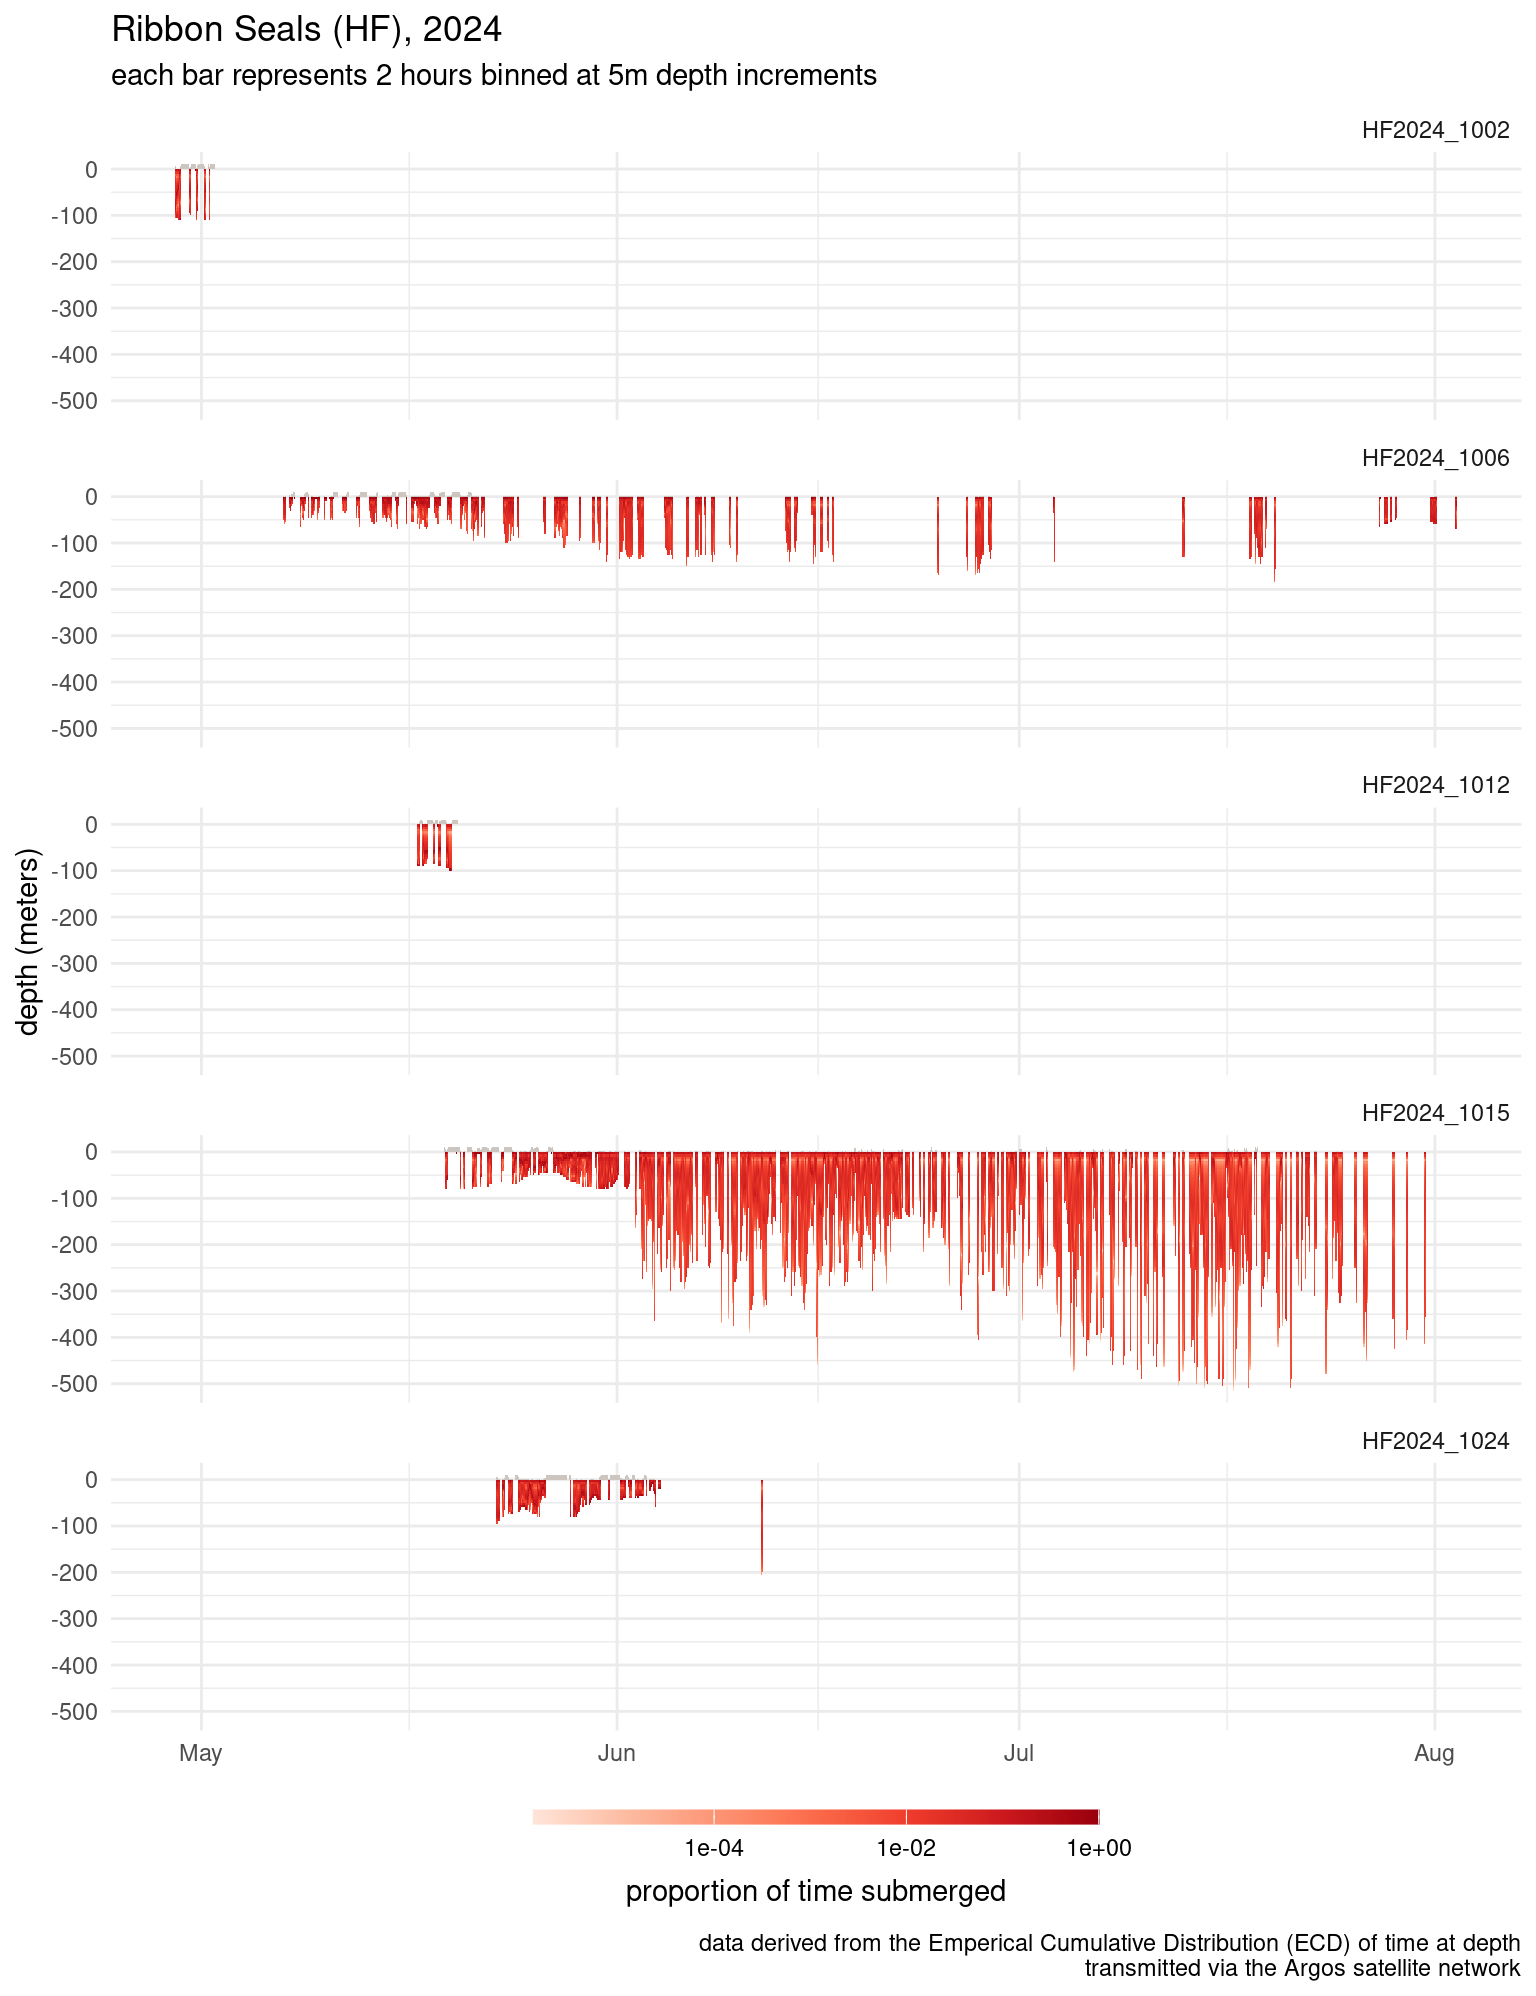 Ribbon Seals (HF), 2024
each bar represents 2 hours binned at 5m depth increments
HF2024_1002
0
-100
-200
-300
-400
-500
HF2024_1006
0
-100
-200
-300
-400
-500
HF2024_1012
0
-100
-200
-300
-400
-500
depth (meters)
HF2024_1015
0
-100
-200
-300
-400
-500
HF2024_1024
0
-100
-200
-300
-400
-500
May Jun Jul Aug
1e-04 1e-02 1e+00
proportion of time submerged
data derived from the Emperical Cumulative Distribution (ECD) of time at depth
transmitted via the Argos satellite network